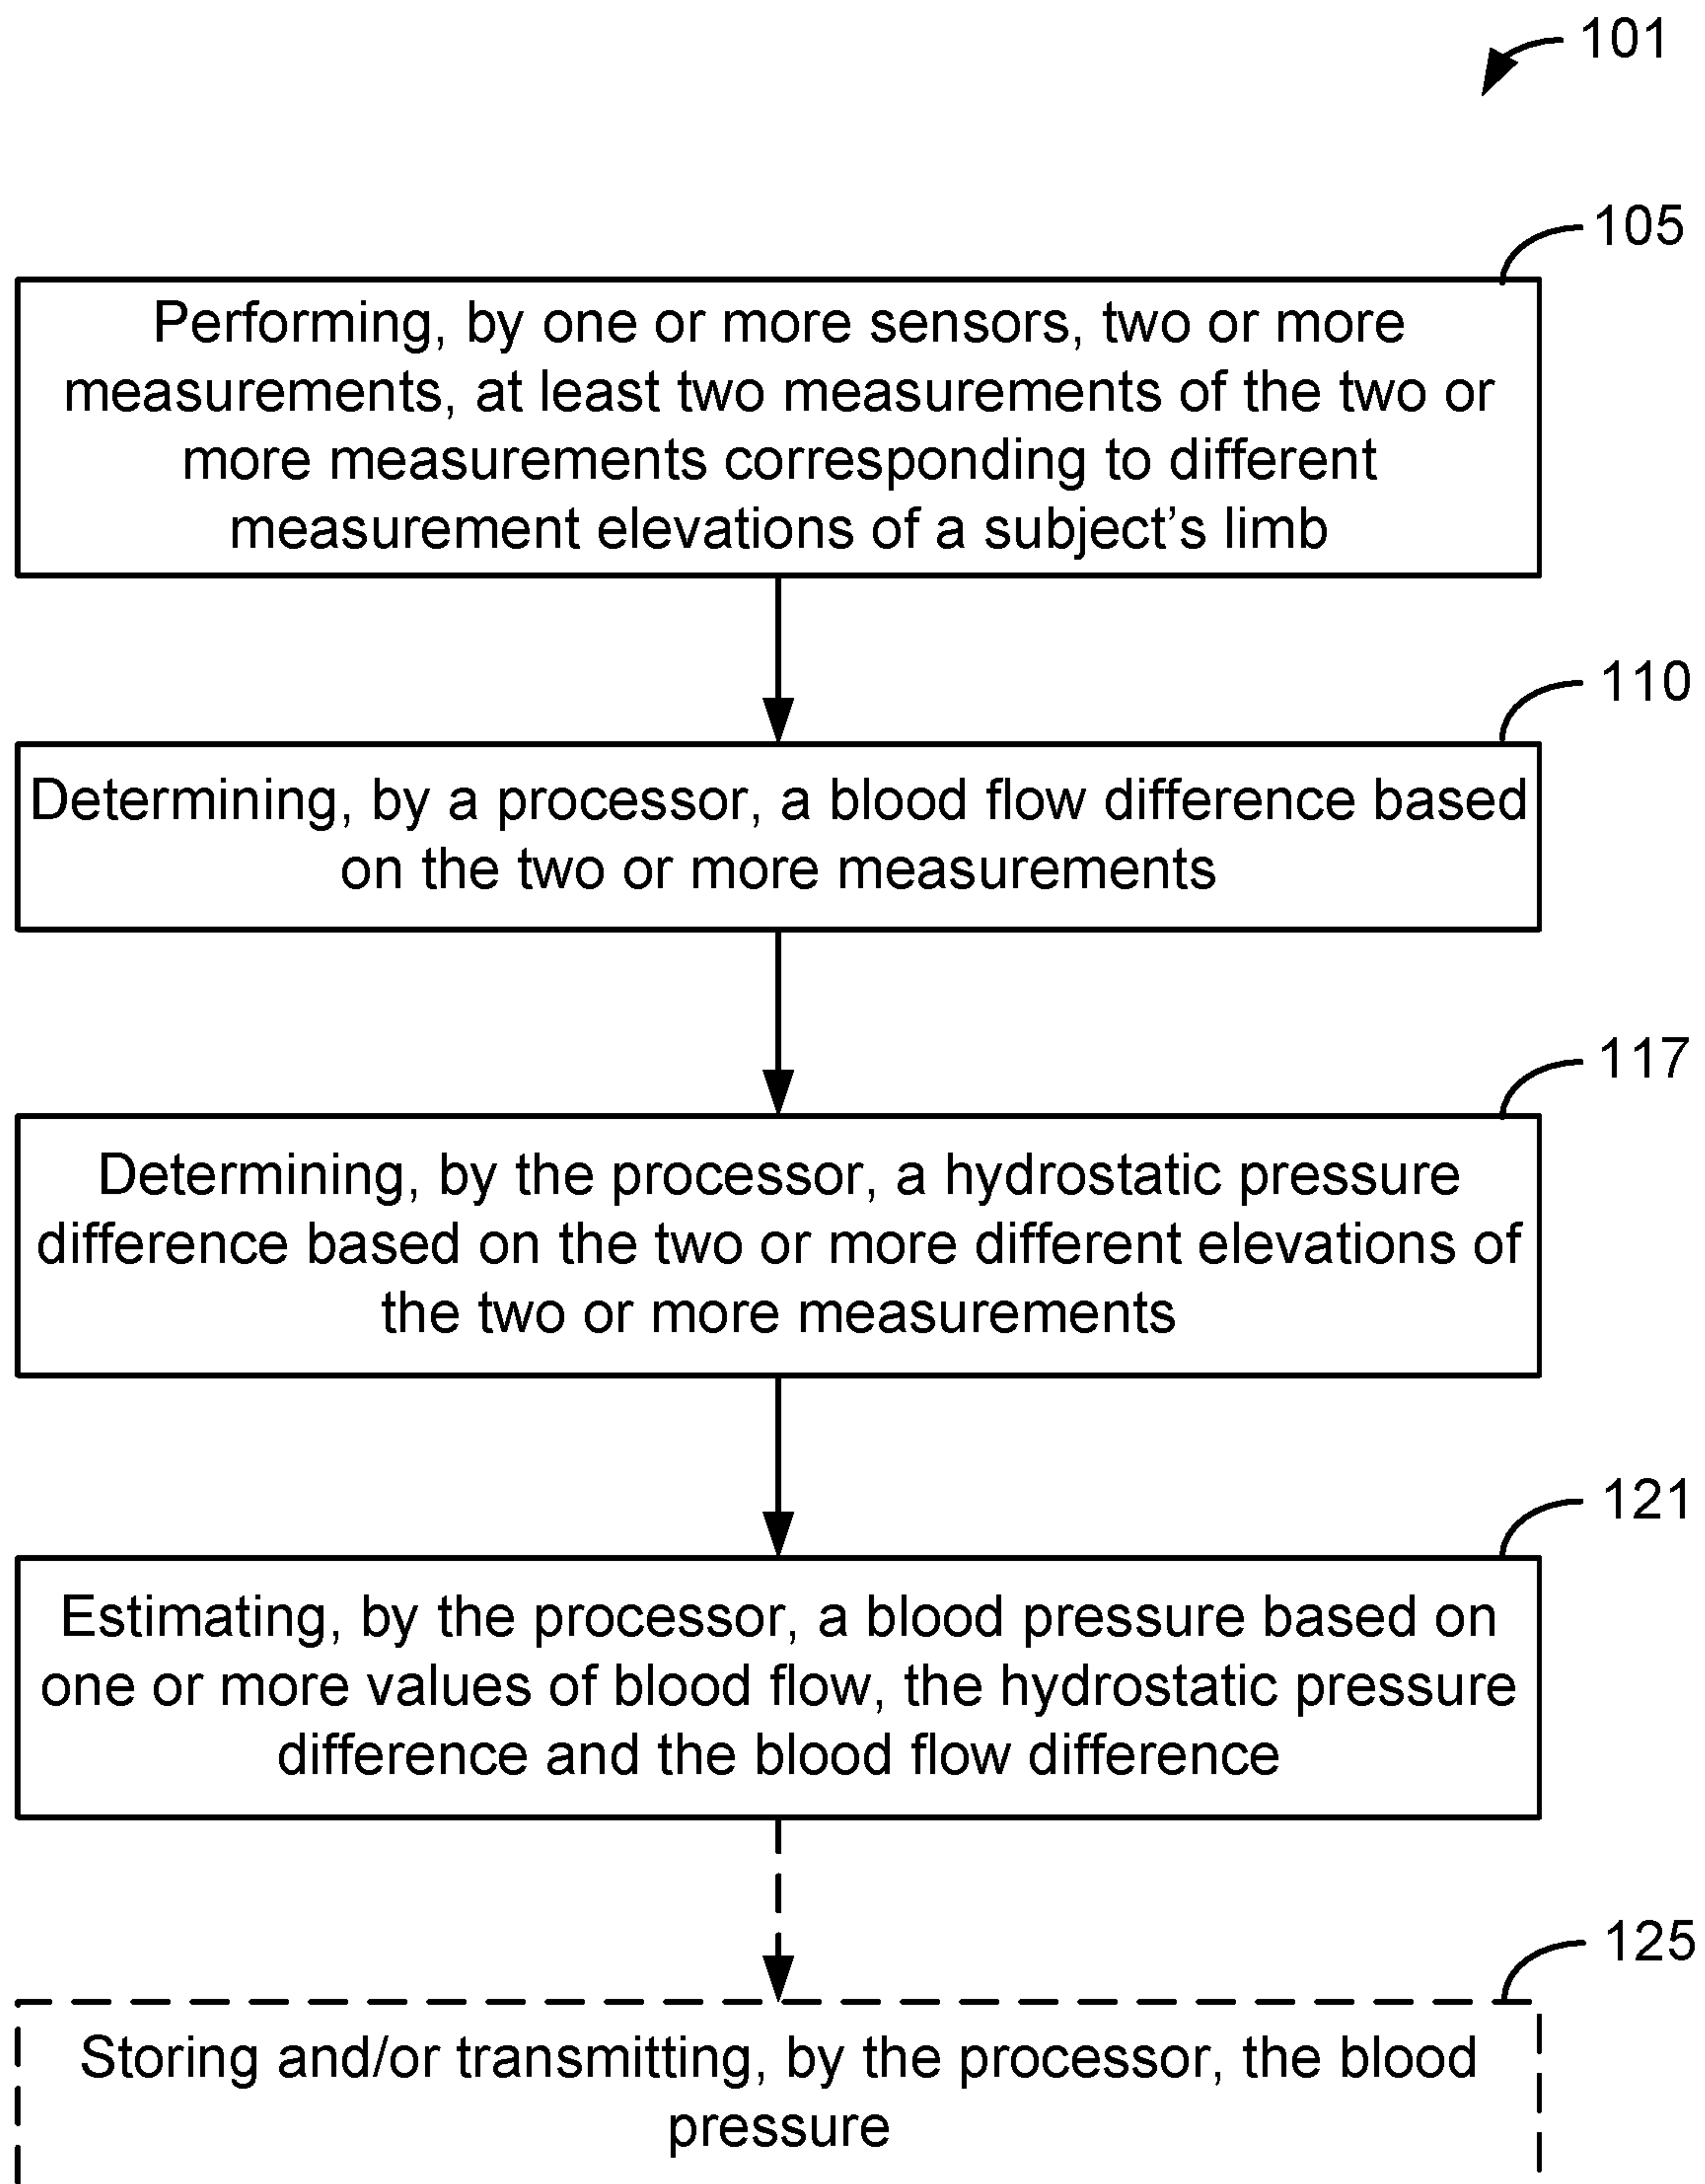 101
105
Performing, by one or more sensors, two or more
measurements, at least two measurements of the two or
more measurements corresponding to different
measurement elevations of a subject’s limb
110
Determining, by a processor, a blood flow difference based
on the two or more measurements
117
Determining, by the processor, a hydrostatic pressure
difference based on the two or more different elevations of
the two or more measurements
121
Estimating, by the processor, a blood pressure based on
one or more values of blood flow, the hydrostatic pressure
difference and the blood flow difference
125
Storing and/or transmitting, by the processor, the blood
pressure